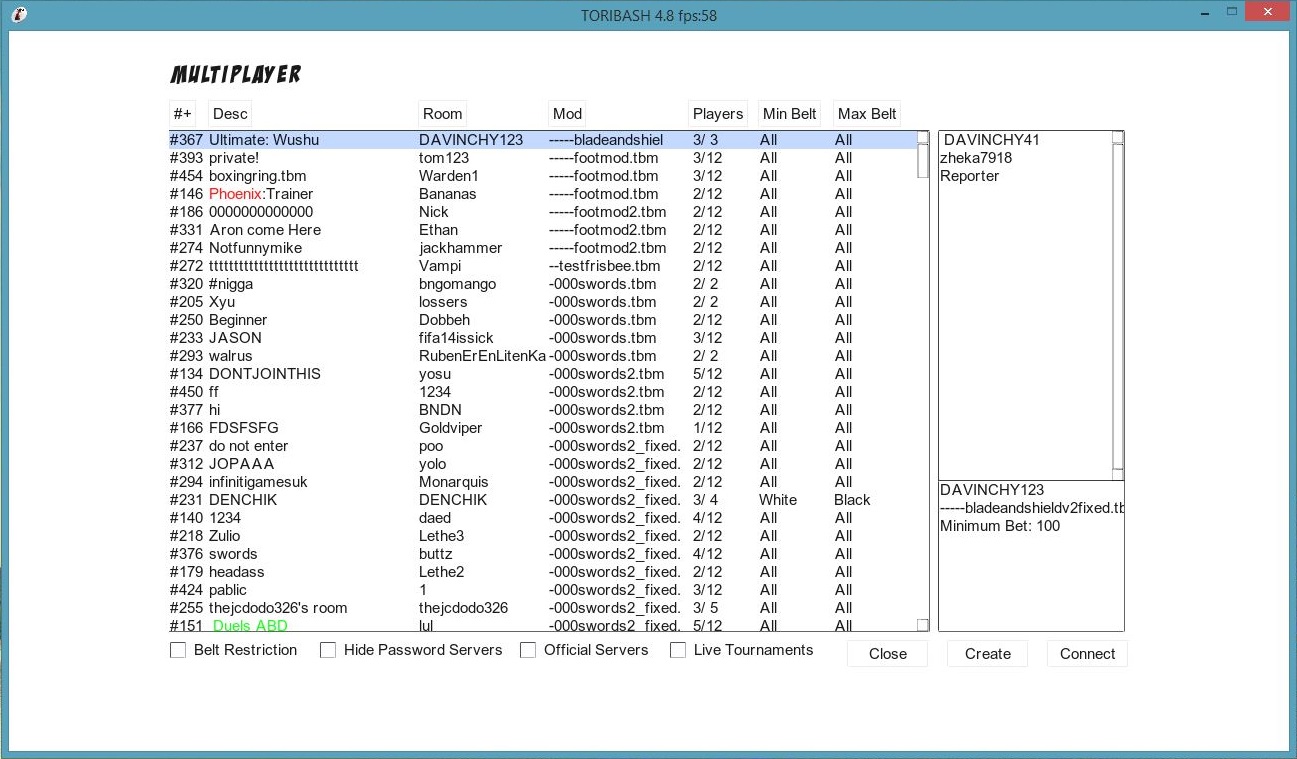 TORIBASH 4.8 fps:58
MULTIPLAYER
#+ Desc Room Mod Players Min Belt Max Belt
#367 Ultimate: Wushu DAVINCHY123 -----bladeandshiel 3/ 3 All All
#393 private! tom123 -----footmod.tbm 3/12 All All
#454 boxingring.tbm Warden1 -----footmod.tbm 3/12 All All
#146 Phoenix:Trainer Bananas -----footmod.tbm 2/12 All All
#186 0000000000000 Nick -----footmod2.tbm 2/12 All All
#331 Aron come Here Ethan -----footmod2.tbm 2/12 All All
#274 Notfunnymike jackhammer -----footmod2.tbm 2/12 All All
#272 tttttttttttttttttttttttttttttt Vampi --testfrisbee.tbm 2/12 All All
#320 #nigga bngomango -000swords.tbm 2/ 2 All All
#205 Xyu lossers -000swords.tbm 2/ 2 All All
#250 Beginner Dobbeh -000swords.tbm 2/12 All All
#233 JASON fifa14issick -000swords.tbm 3/12 All All
#293 walrus RubenErEnLitenKa -000swords.tbm 2/ 2 All All
#134 DONTJOINTHIS yosu -000swords2.tbm 5/12 All All
#450 ff 1234 -000swords2.tbm 2/12 All All
#377 hi BNDN -000swords2.tbm 2/12 All All
#166 FDSFSFG Goldviper -000swords2.tbm 1/12 All All
#237 do not enter poo -000swords2_fixed. 2/12 All All
#312 JOPAAA yolo -000swords2_fixed. 2/12 All All
#294 infinitigamesuk Monarquis -000swords2_fixed. 2/12 All All
#231 DENCHIK DENCHIK -000swords2_fixed. 3/ 4 White Black
#140 1234 daed -000swords2_fixed. 4/12 All All
#218 Zulio Lethe3 -000swords2_fixed. 2/12 All All
#376 swords buttz -000swords2_fixed. 4/12 All All
#179 headass Lethe2 -000swords2_fixed. 2/12 All All
#424 pablic 1 -000swords2_fixed. 3/12 All All
#255 thejcdodo326's room thejcdodo326 -000swords2_fixed. 3/ 5 All All
#151 Duels ABD lul -000swords2_fixed. 5/12 All All
DAVINCHY41
zheka7918
Reporter
DAVINCHY123
-----bladeandshieldv2fixed.tb
Minimum Bet: 100
Belt Restriction Hide Password Servers Official Servers Live Tournaments Close Create Connect